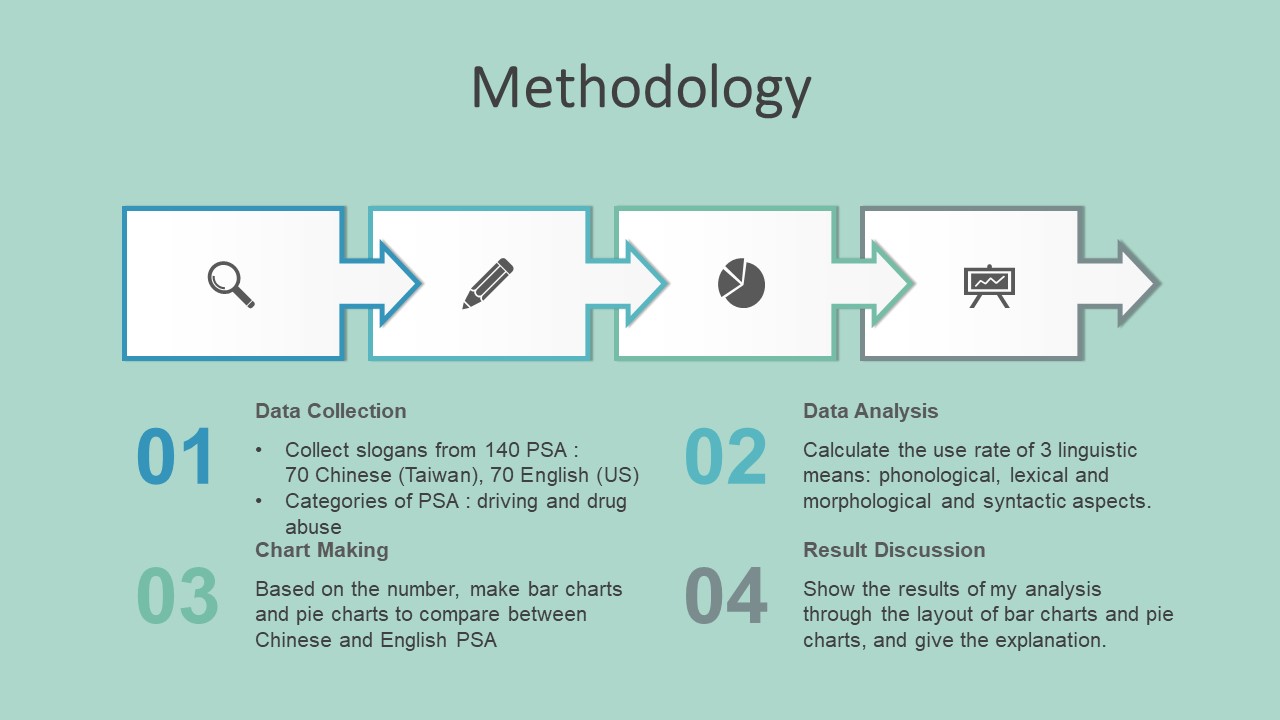 Methodology
01
Data Collection
• Collect slogans from 140 PSA :
70 Chinese (Taiwan), 70 English (US)
• Categories of PSA : driving and drug
abuse
02
Data Analysis
Calculate the use rate of 3 linguistic
means: phonological, lexical and
morphological and syntactic aspects.
03
Chart Making
Based on the number, make bar charts
and pie charts to compare between
Chinese and English PSA
04
Result Discussion
Show the results of my analysis
through the layout of bar charts and pie
charts, and give the explanation.